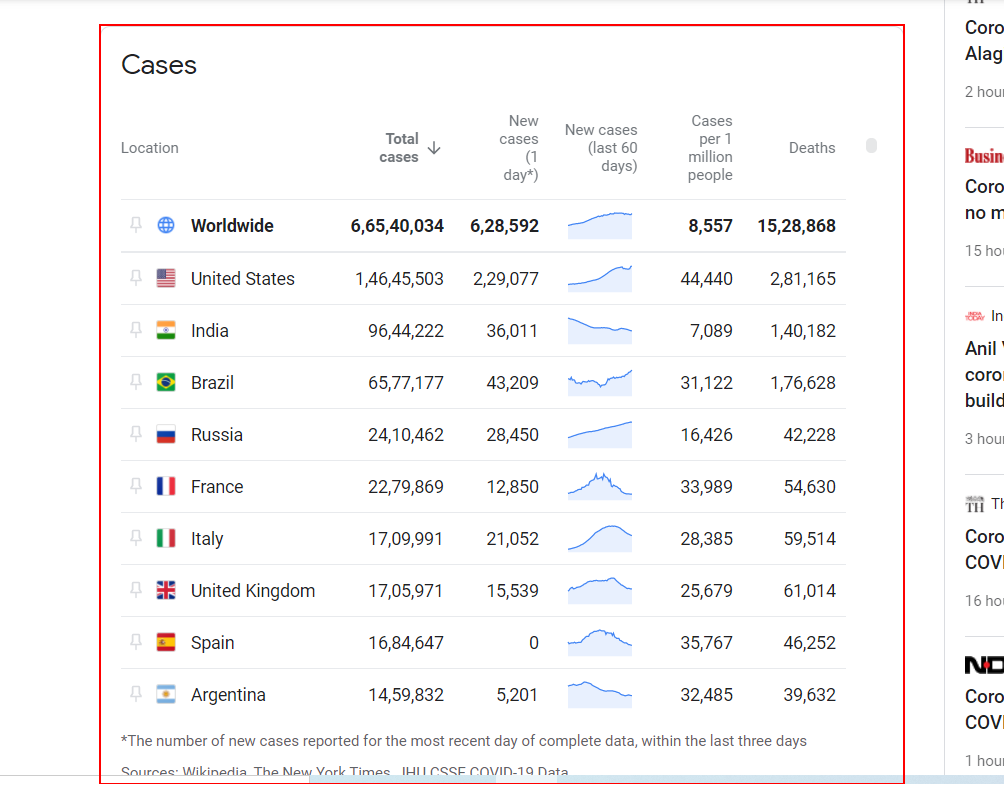 Cases
Location
Total cases
New cases (1 day*)
New cases (last 60 days)
Cases per 1 million people
Deaths
Worldwide 6,65,40,034 6,28,592 8,557 15,28,868
United States 1,46,45,503 2,29,077 44,440 2,81,165
India 96,44,222 36,011 7,089 1,40,182
Brazil 65,77,177 43,209 31,122 1,76,628
Russia 24,10,462 28,450 16,426 42,228
France 22,79,869 12,850 33,989 54,630
Italy 17,09,991 21,052 28,385 59,514
United Kingdom 17,05,971 15,539 25,679 61,014
Spain 16,84,647 0 35,767 46,252
Argentina 14,59,832 5,201 32,485 39,632
*The number of new cases reported for the most recent day of complete data, within the last three days
Sources: Wikipedia, The New York Times, JHU CSSE COVID-19 Data
Coro
Alag
2 hour
Busin
Coro
no m
15 hou
INDIA TODAY In
Anil
coro
build
3 hour
TH Th
Coro
COVI
16 hou
ND
Coro
COVI
1 hour